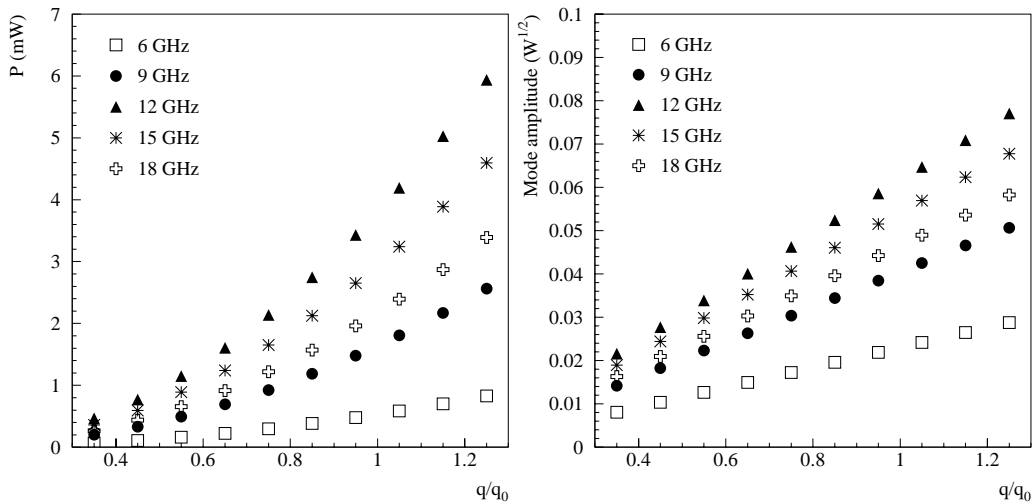 P (mW)
7
6
5
4
3
2
1
0
6 GHz
9 GHz
12 GHz
15 GHz
18 GHz
0.4
0.6
0.8
1
1.2
q/q0
Mode amplitude (W1/2)
0.1
0.09
0.08
0.07
0.06
0.05
0.04
0.03
0.02
0.01
0
6 GHz
9 GHz
12 GHz
15 GHz
18 GHz
0.4
0.6
0.8
1
1.2
q/q0